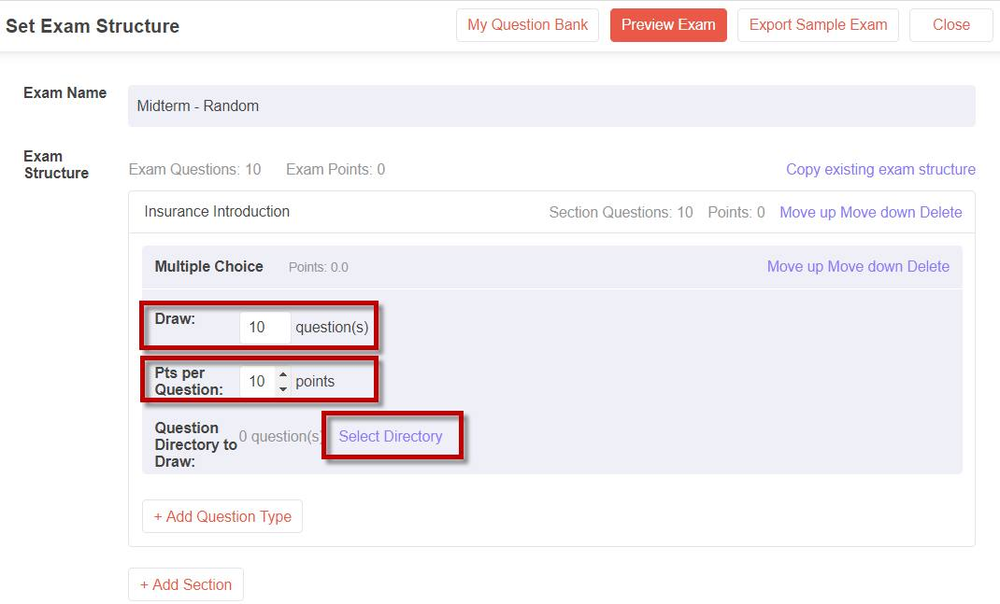 Set Exam Structure My Question Bank Preview Exam Export Sample Exam Close
Exam Name
Midterm - Random
Exam
Structure
Exam Questions: 10 Exam Points: 0 Copy existing exam structure
Insurance Introduction Section Questions: 10 Points: 0 Move up Move down Delete
Multiple Choice Points: 0.0 Move up Move down Delete
Draw: 10 question(s)
Pts per
Question: 10 points
Question
Directory to
Draw:
0 question(s) Select Directory
+ Add Question Type
+ Add Section